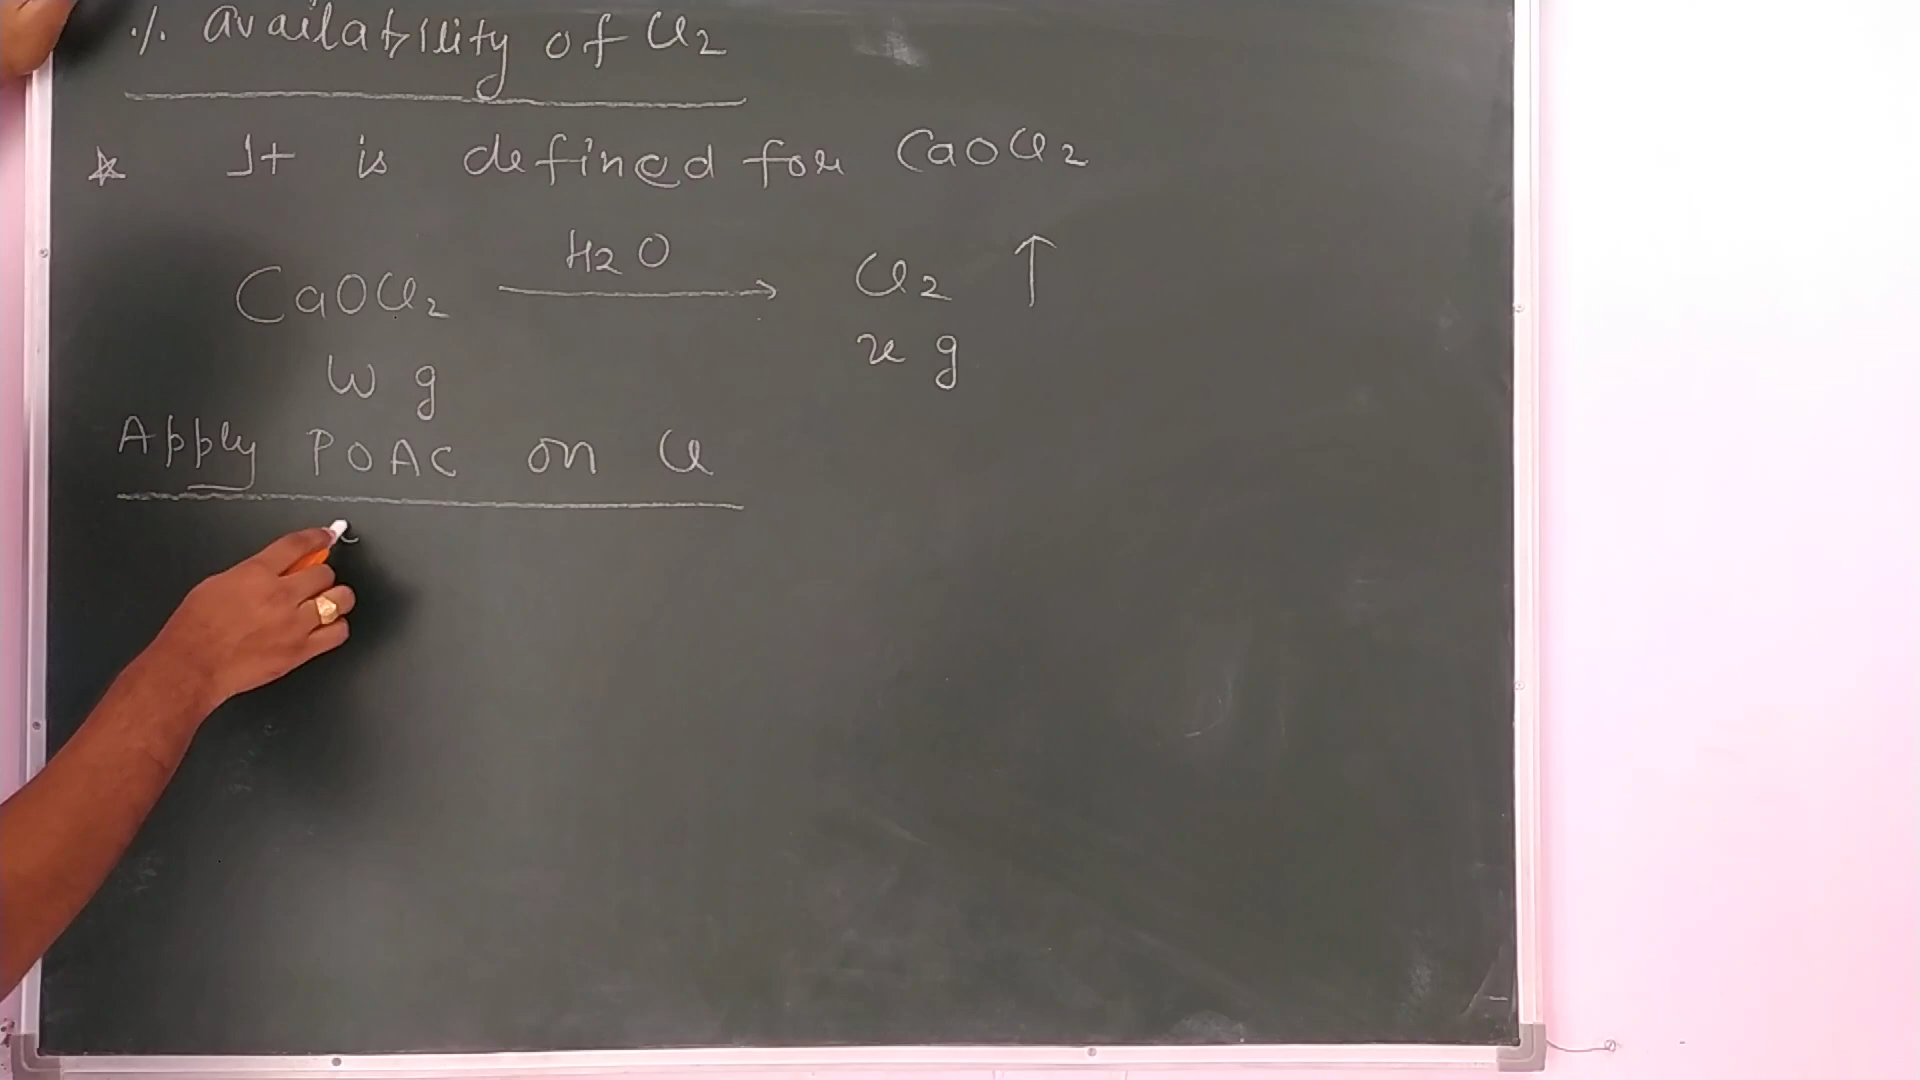 ·/. availability of Cl2
☆ It is defined for CaOCl2
CaOCl2 H2O → Cl2 ↑
W g x g
Apply POAC on Cl